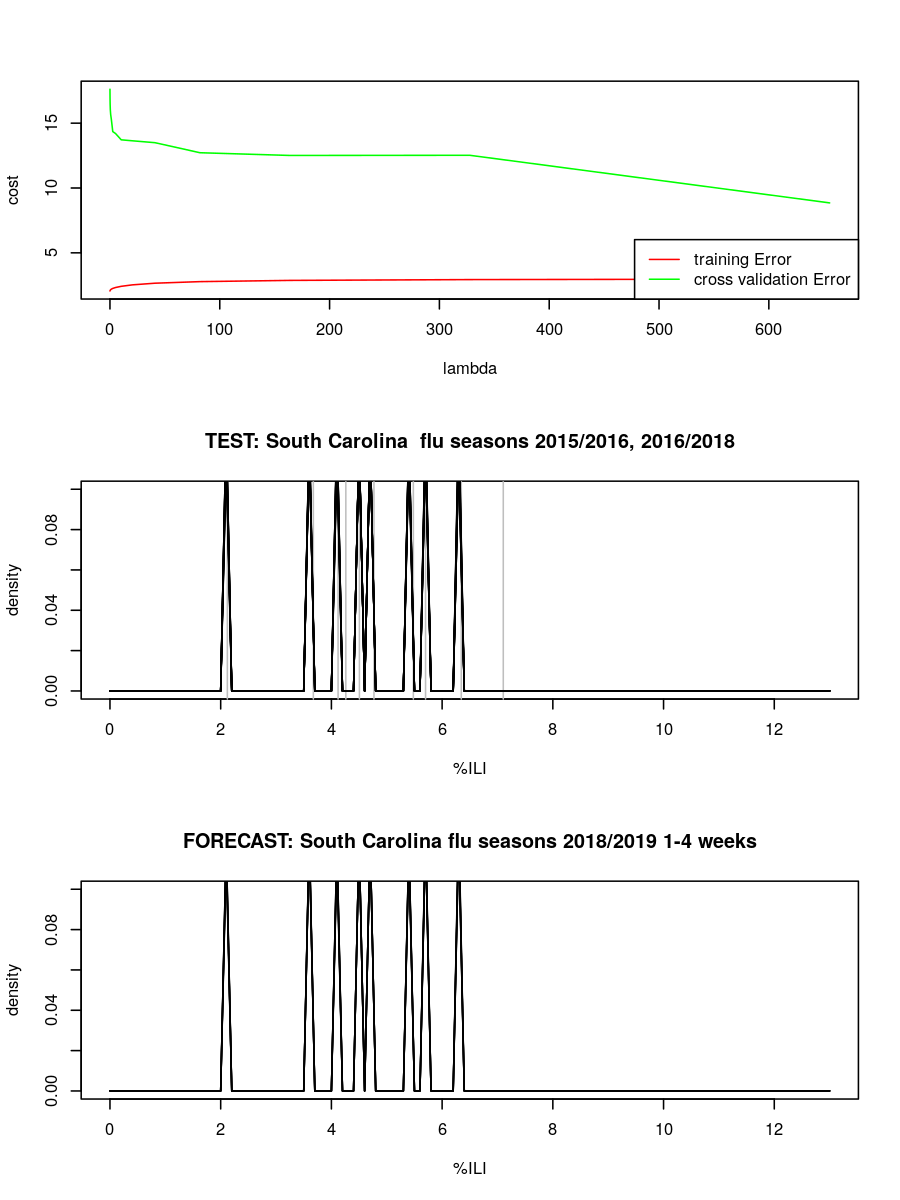 cost
15
10
5
training Error
cross validation Error
0 100 200 300 400 500 600
lambda
TEST: South Carolina  flu seasons 2015/2016, 2016/2018
density
0.08
0.04
0.00
0 2 4 6 8 10 12
%ILI
FORECAST: South Carolina flu seasons 2018/2019 1-4 weeks
density
0.08
0.04
0.00
0 2 4 6 8 10 12
%ILI